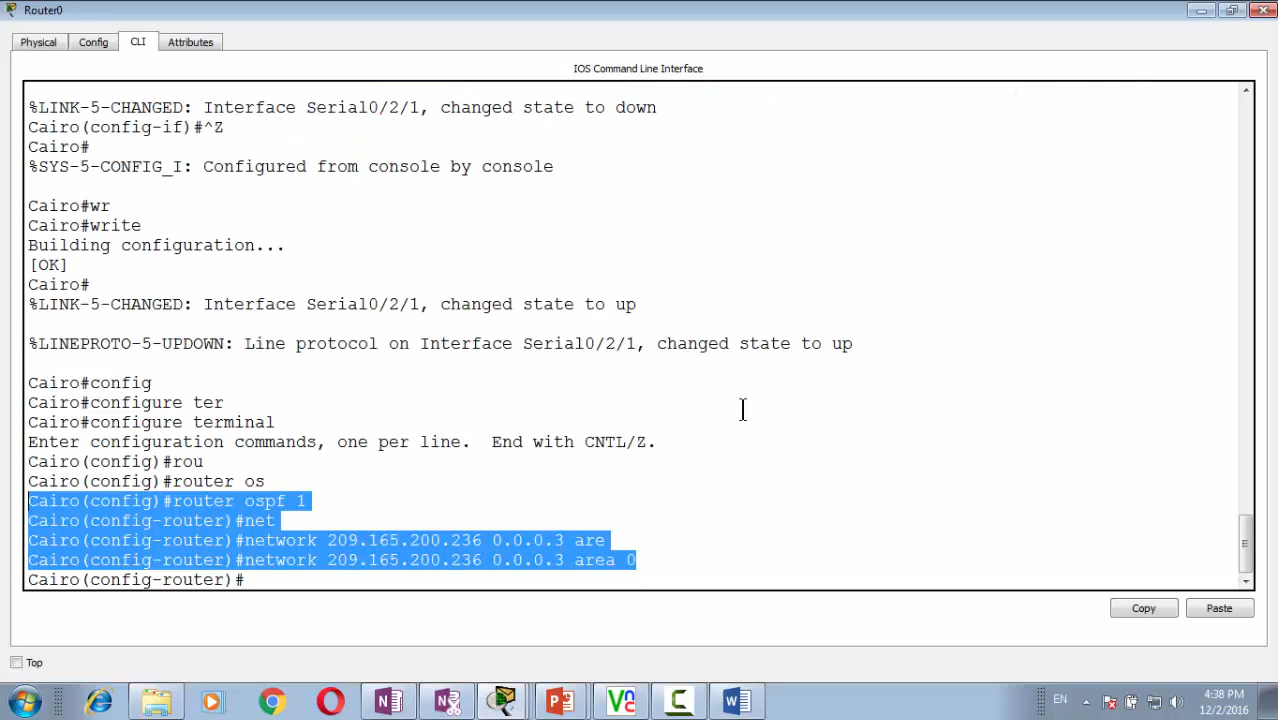 Router0
Physical Config CLI Attributes
IOS Command Line Interface
%LINK-5-CHANGED: Interface Serial0/2/1, changed state to down
Cairo(config-if)#^Z
Cairo#
%SYS-5-CONFIG_I: Configured from console by console
Cairo#wr
Cairo#write
Building configuration...
[OK]
Cairo#
%LINK-5-CHANGED: Interface Serial0/2/1, changed state to up
%LINEPROTO-5-UPDOWN: Line protocol on Interface Serial0/2/1, changed state to up
Cairo#config
Cairo#configure ter
Cairo#configure terminal
Enter configuration commands, one per line.  End with CNTL/Z.
Cairo(config)#rou
Cairo(config)#router os
Cairo(config)#router ospf 1
Cairo(config-router)#net
Cairo(config-router)#network 209.165.200.236 0.0.0.3 are
Cairo(config-router)#network 209.165.200.236 0.0.0.3 area 0
Cairo(config-router)#
Copy Paste
Top
EN 4:38 PM
12/2/2016